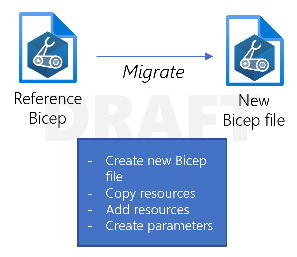 Migrate
Reference
Bicep
New
Bicep file
DRAFT
- Create new Bicep
file
- Copy resources
- Add resources
- Create parameters